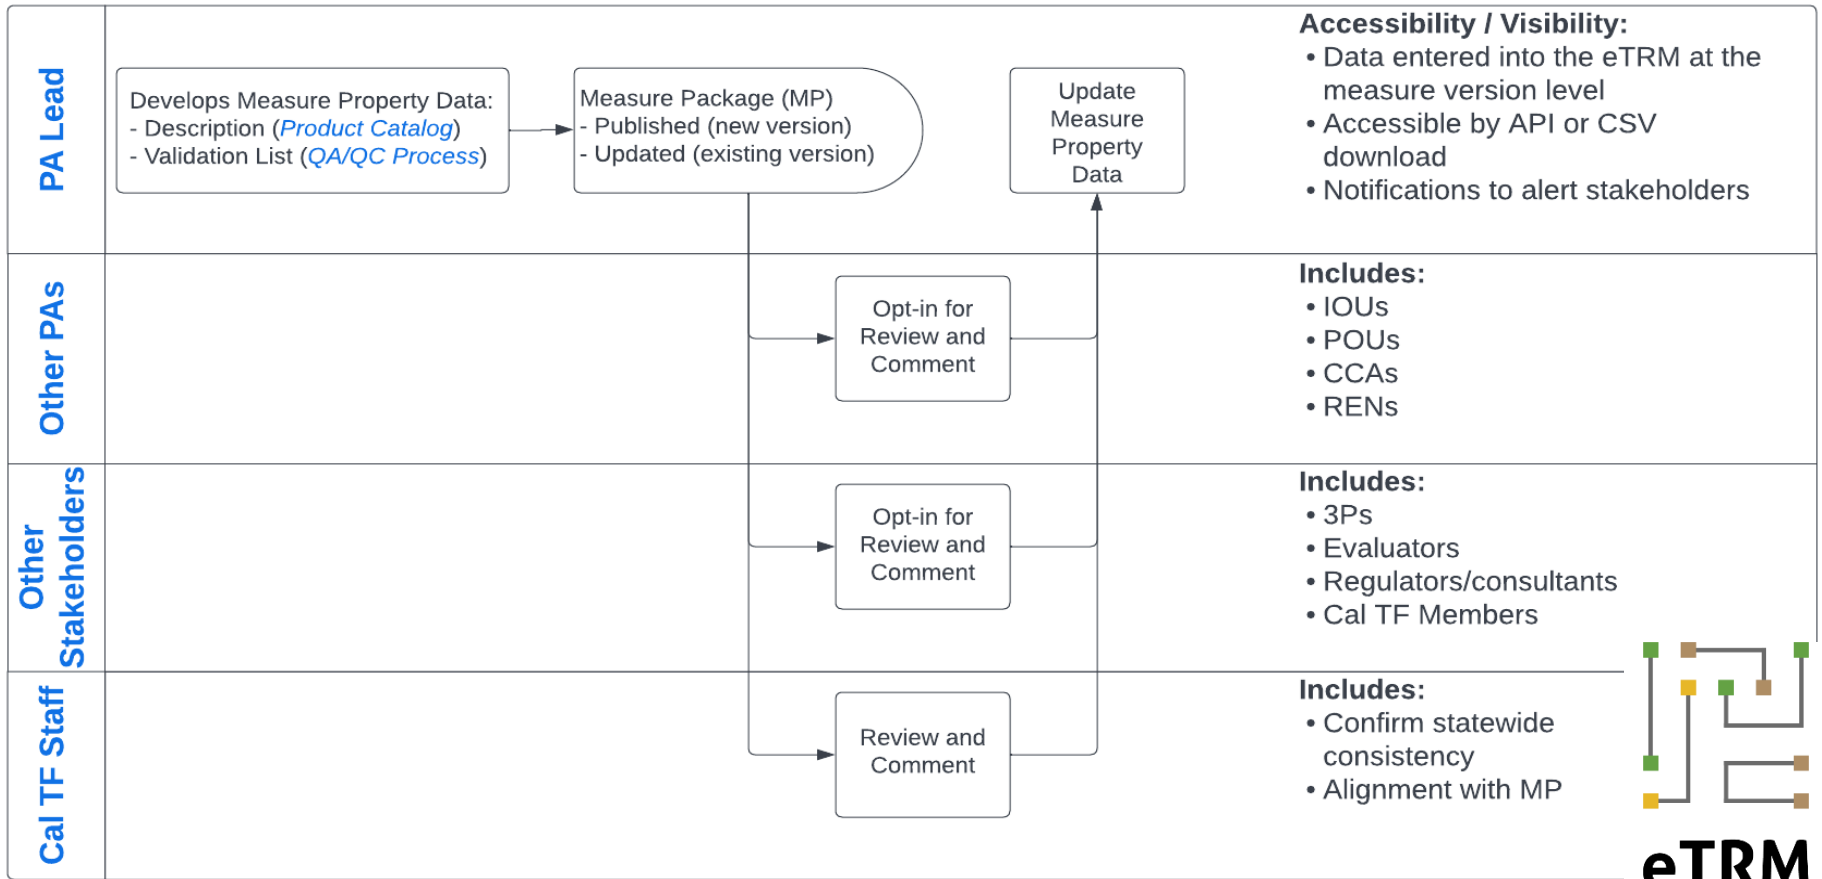 PA Lead
Develops Measure Property Data:
- Description (Product Catalog)
- Validation List (QA/QC Process)
Measure Package (MP)
- Published (new version)
- Updated (existing version)
Update
Measure
Property
Data
Accessibility / Visibility:
• Data entered into the eTRM at the
measure version level
• Accessible by API or CSV
download
• Notifications to alert stakeholders
Other PAs
Opt-in for
Review and
Comment
Includes:
• IOUs
• POUs
• CCAs
• RENs
Other
Stakeholders
Opt-in for
Review and
Comment
Includes:
• 3Ps
• Evaluators
• Regulators/consultants
• Cal TF Members
Cal TF Staff
Review and
Comment
Includes:
• Confirm statewide
consistency
• Alignment with MP
eTRM